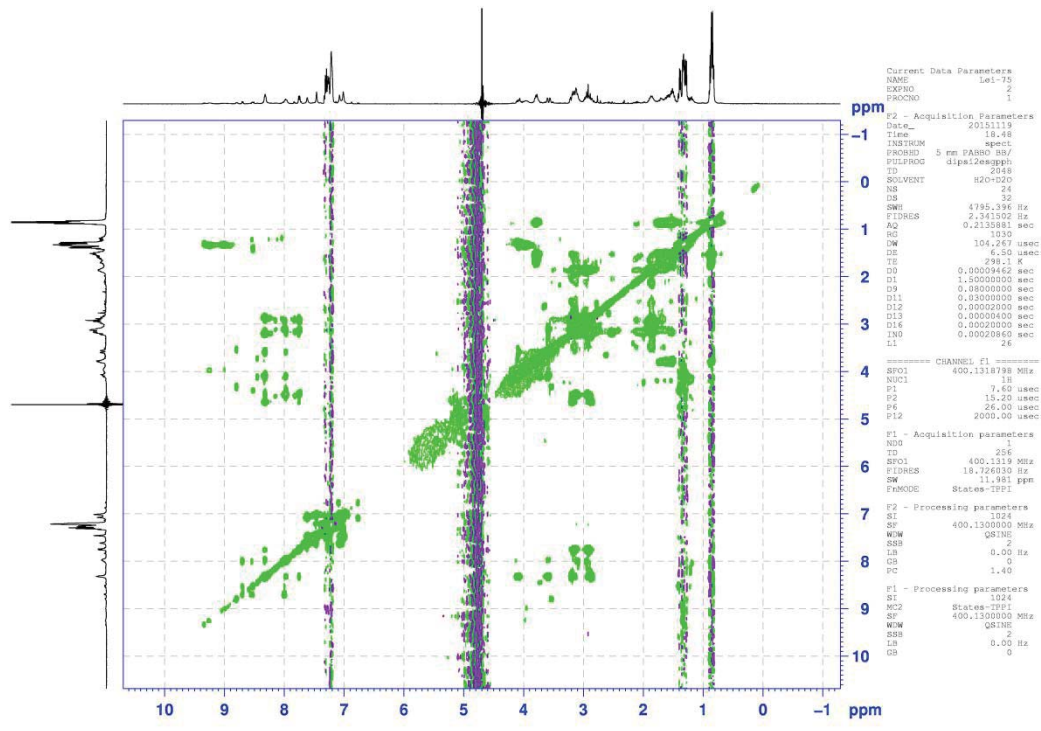 Current Data Parameters
NAME Lei-75
EXPNO 2
PROCNO 1
F2 - Acquisition Parameters
Date_ 20151119
Time 18.48
INSTRUM spect
PROBHD 5 mm PABBO BB/
PULPROG dipsi2esgpph
TD 2048
SOLVENT H2O+D2O
NS 24
DS 32
SWH 4795.396 Hz
FIDRES 2.341502 Hz
AQ 0.2135881 sec
RG 1030
DW 104.267 usec
DE 6.50 usec
TE 298.1 K
D0 0.00009462 sec
D1 1.50000000 sec
D9 0.08000000 sec
D11 0.03000000 sec
D12 0.00002000 sec
D13 0.00000400 sec
D16 0.00020000 sec
IN0 0.00020860 sec
L1 26
======== CHANNEL f1 ========
SFO1 400.1318798 MHz
NUC1 1H
P1 7.60 usec
P2 15.20 usec
P6 26.00 usec
P12 2000.00 usec
F1 - Acquisition parameters
ND0 1
TD 256
SFO1 400.1319 MHz
FIDRES 18.726030 Hz
SW 11.981 ppm
FnMODE States-TPPI
F2 - Processing parameters
SI 1024
SF 400.1300000 MHz
WDW QSINE
SSB 2
LB 0.00 Hz
GB 0
PC 1.40
F1 - Processing parameters
SI 1024
MC2 States-TPPI
SF 400.1300000 MHz
WDW QSINE
SSB 2
LB 0.00 Hz
GB 0
ppm
-1
0
1
2
3
4
5
6
7
8
9
10
10 9 8 7 6 5 4 3 2 1 0 -1 ppm